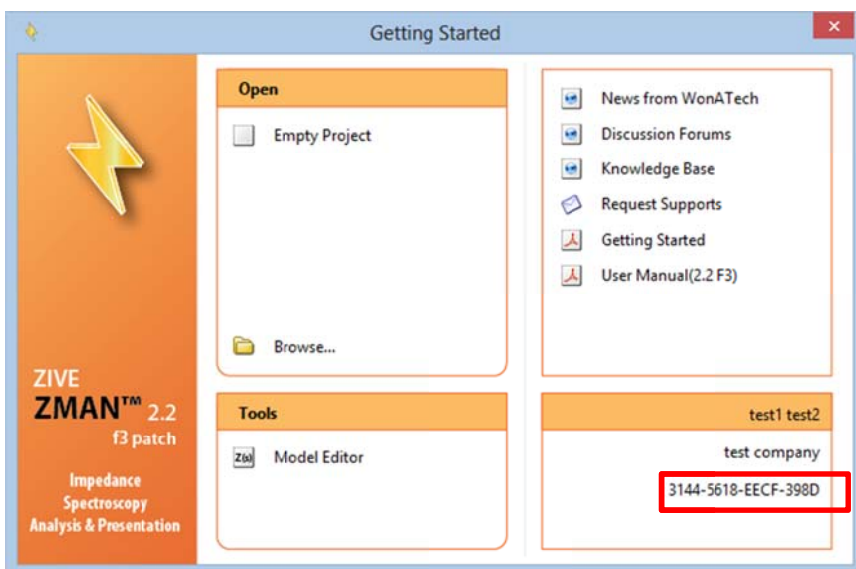 Getting Started
Open
Empty Project
Browse...
News from WonATech
Discussion Forums
Knowledge Base
Request Supports
Getting Started
User Manual(2.2 F3)
ZIVE
ZMAN™ 2.2
f3 patch
Impedance
Spectroscopy
Analysis & Presentation
Tools
Z(s) Model Editor
test1 test2
test company
3144-5618-EECF-398D